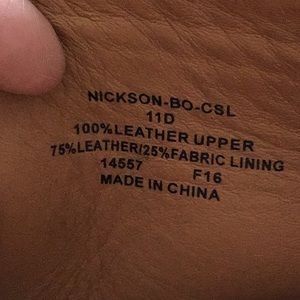 NICKSON-BO-CSL
11D
100%LEATHER UPPER
75%LEATHER/25%FABRIC LINING
14557 F16
MADE IN CHINA